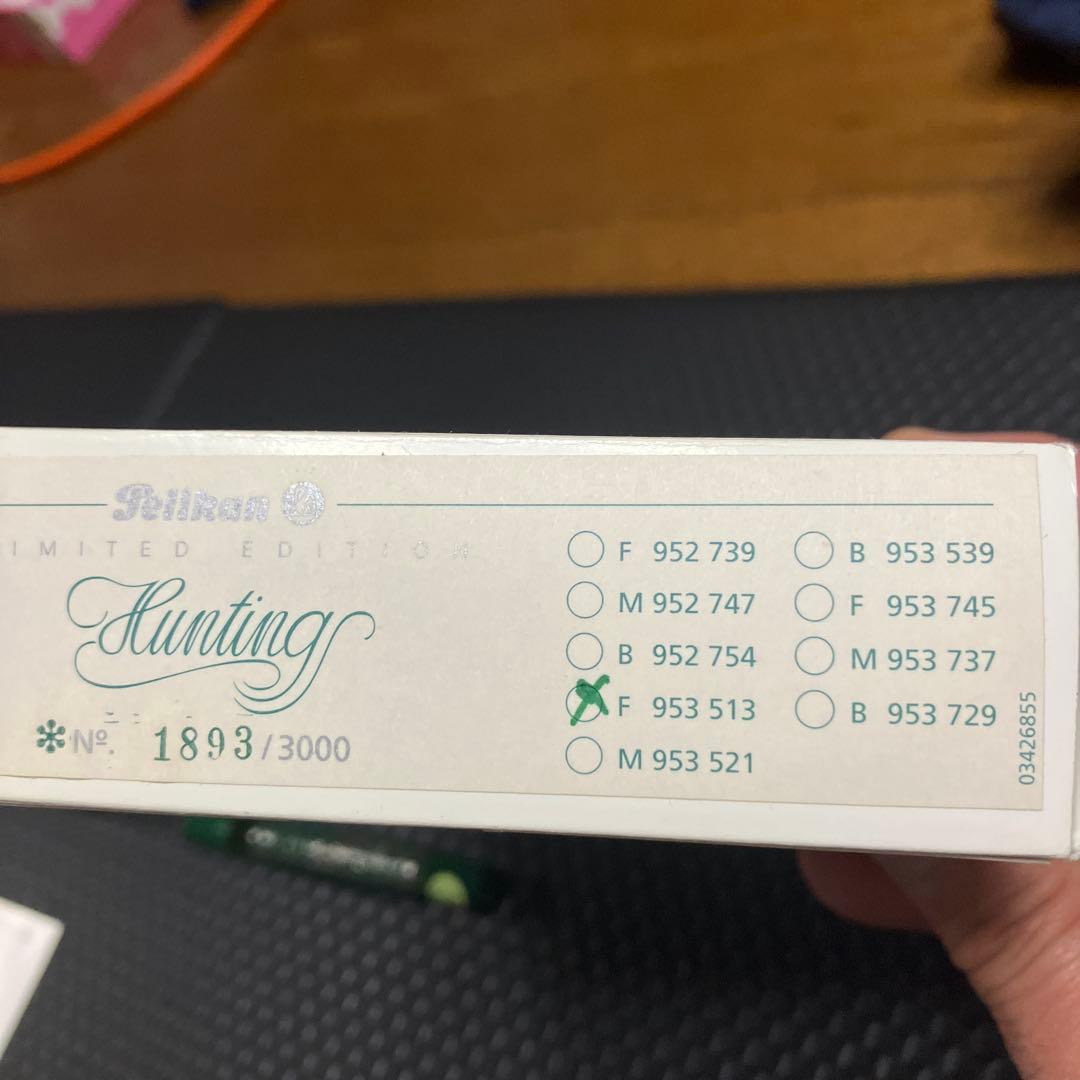 Pelikan
IMITED EDITION
Hunting
*Nº. 1893/3000
F 952 739
M 952 747
B 952 754
F 953 513
M 953 521
B 953 539
F 953 745
M 953 737
B 953 729
03426855